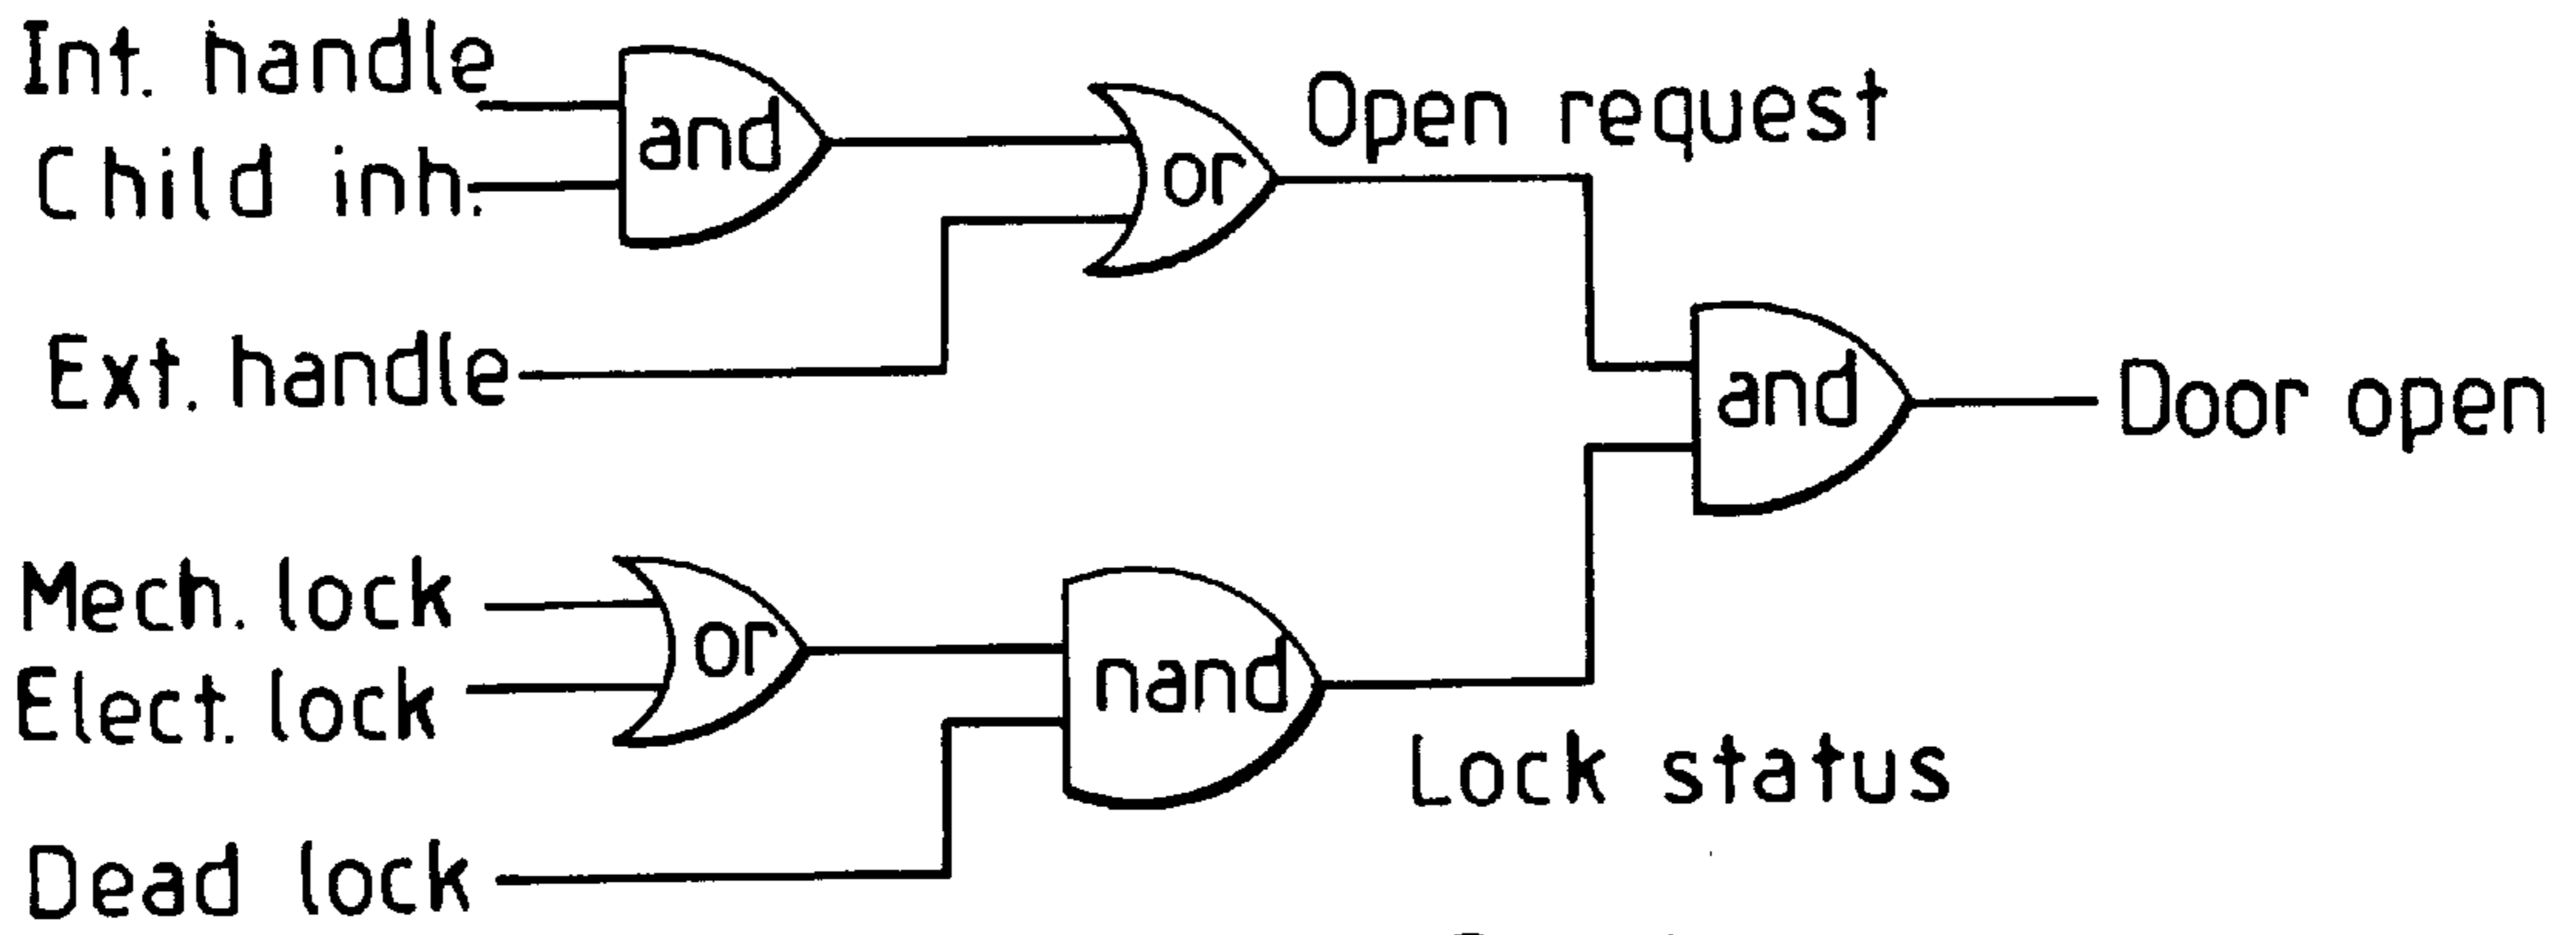 Int. handle
Child inh.
and
or
Open request
Ext. handle
and
Door open
Mech. lock
Elect. lock
or
nand
Lock status
Dead lock